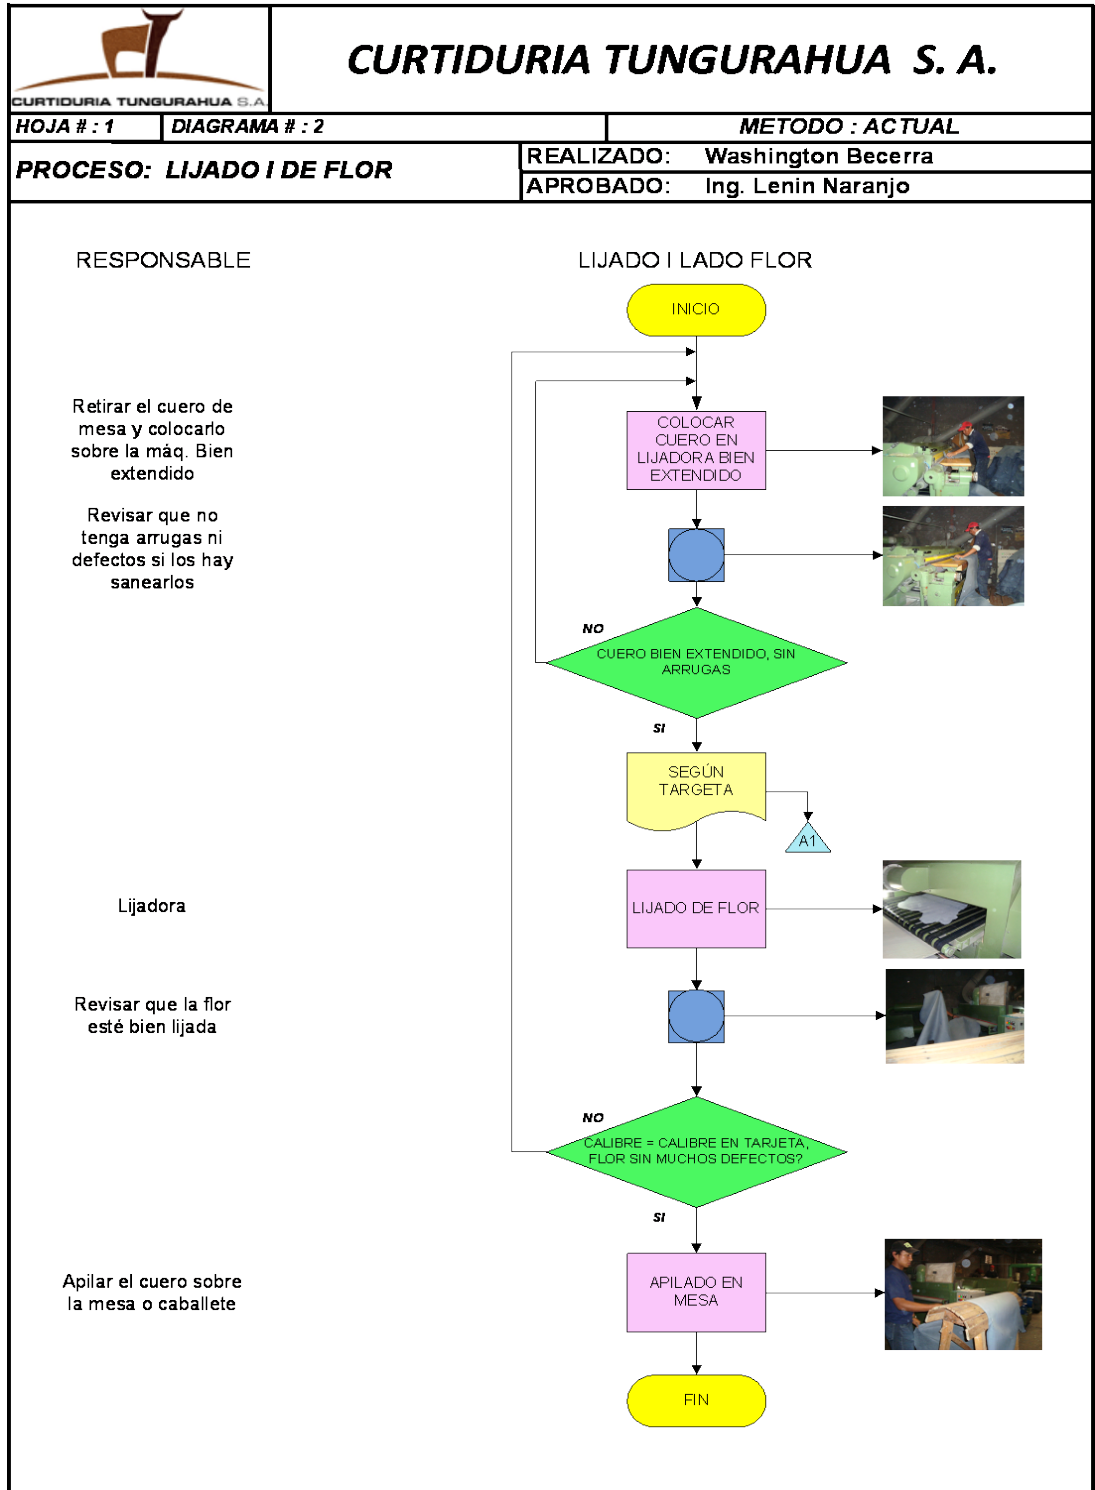 CURTIDURIA TUNGURAHUA S.A.
CURTIDURIA TUNGURAHUA S. A.
HOJA # : 1
DIAGRAMA # : 2
METODO : ACTUAL
PROCESO: LIJADO I DE FLOR
REALIZADO: Washington Becerra
APROBADO: Ing. Lenin Naranjo
RESPONSABLE
LIJADO I LADO FLOR
INICIO
Retirar el cuero de
mesa y colocarlo
sobre la máq. Bien
extendido
COLOCAR
CUERO EN
LIJADORA BIEN
EXTENDIDO
Revisar que no
tenga arrugas ni
defectos si los hay
sanearlos
NO
CUERO BIEN EXTENDIDO, SIN
ARRUGAS
SI
SEGÚN
TARGETA
A1
Lijadora
LIJADO DE FLOR
Revisar que la flor
esté bien lijada
NO
CALIBRE = CALIBRE EN TARJETA,
FLOR SIN MUCHOS DEFECTOS?
SI
Apilar el cuero sobre
la mesa o caballete
APILADO EN
MESA
FIN